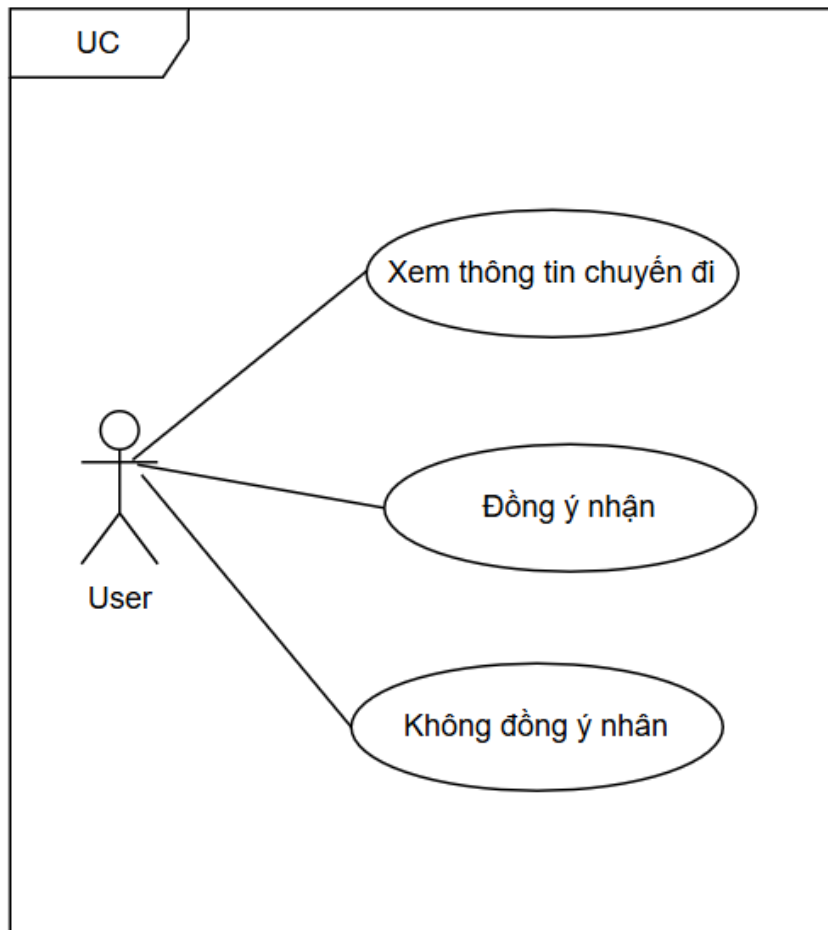 UC
Xem thông tin chuyến đi
Đồng ý nhận
User
Không đồng ý nhân